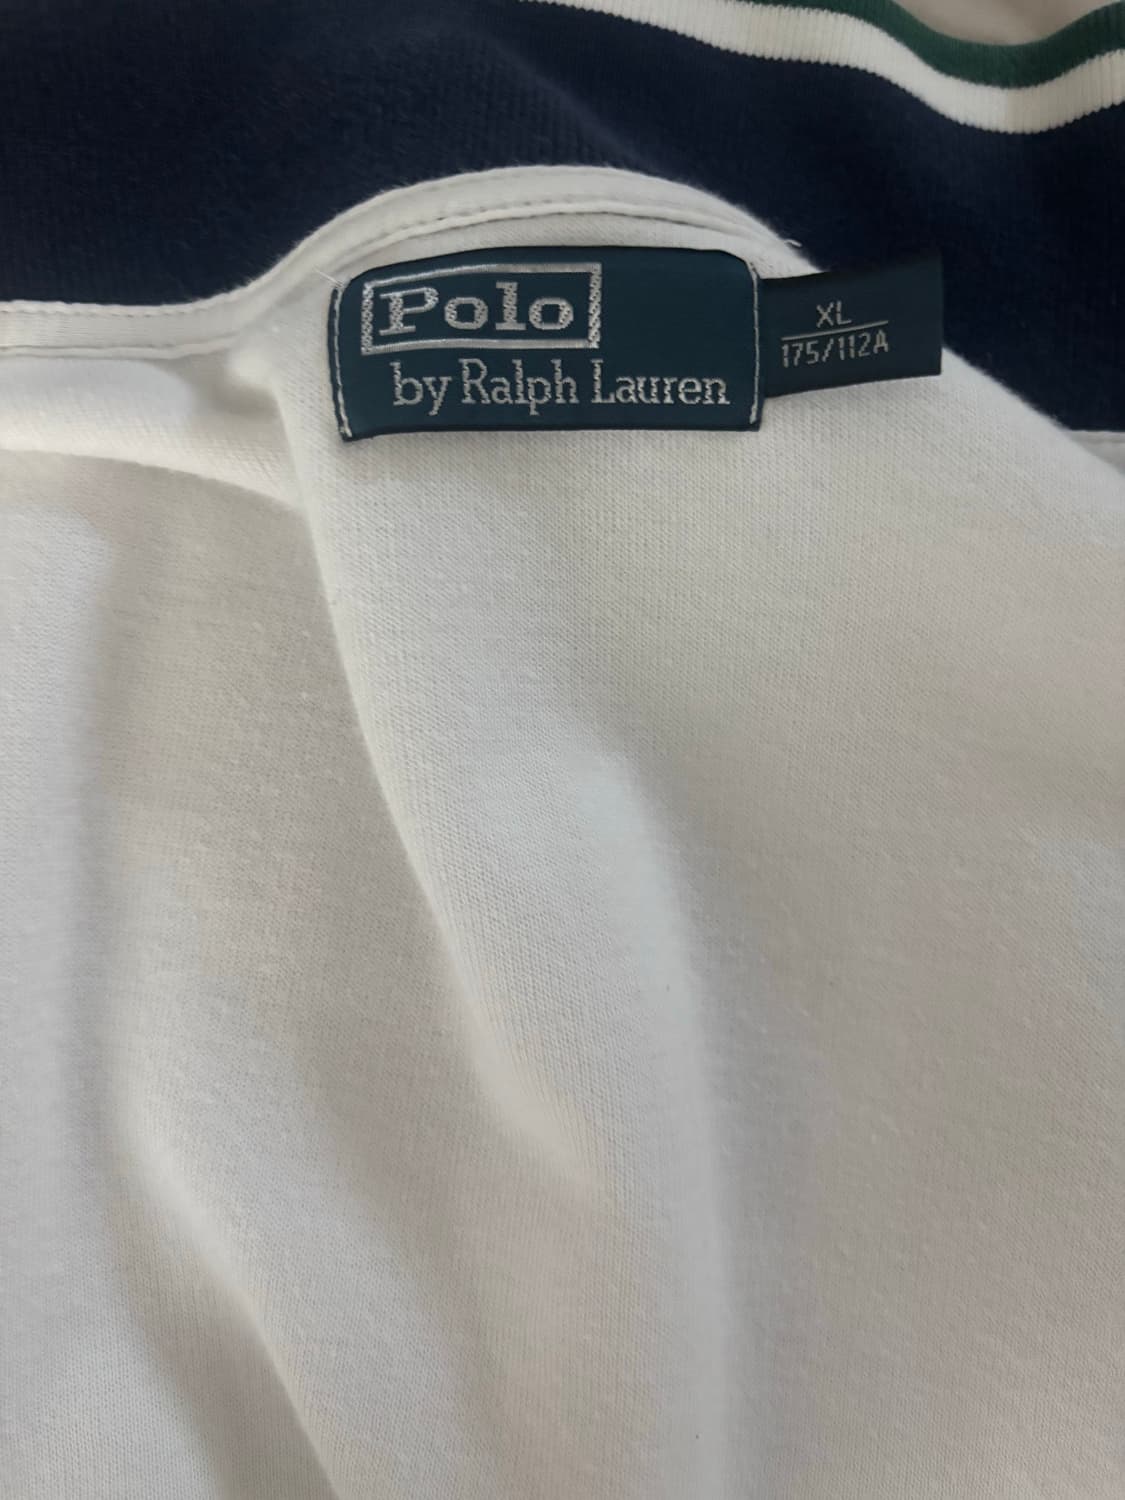 Polo
by Ralph Lauren
XL
175/112A